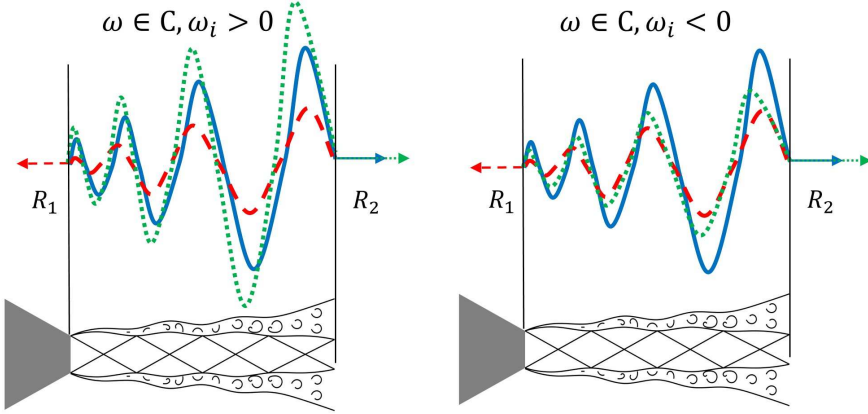 ω ∈ C, ω_i > 0
R_1
R_2
ω ∈ C, ω_i < 0
R_1
R_2